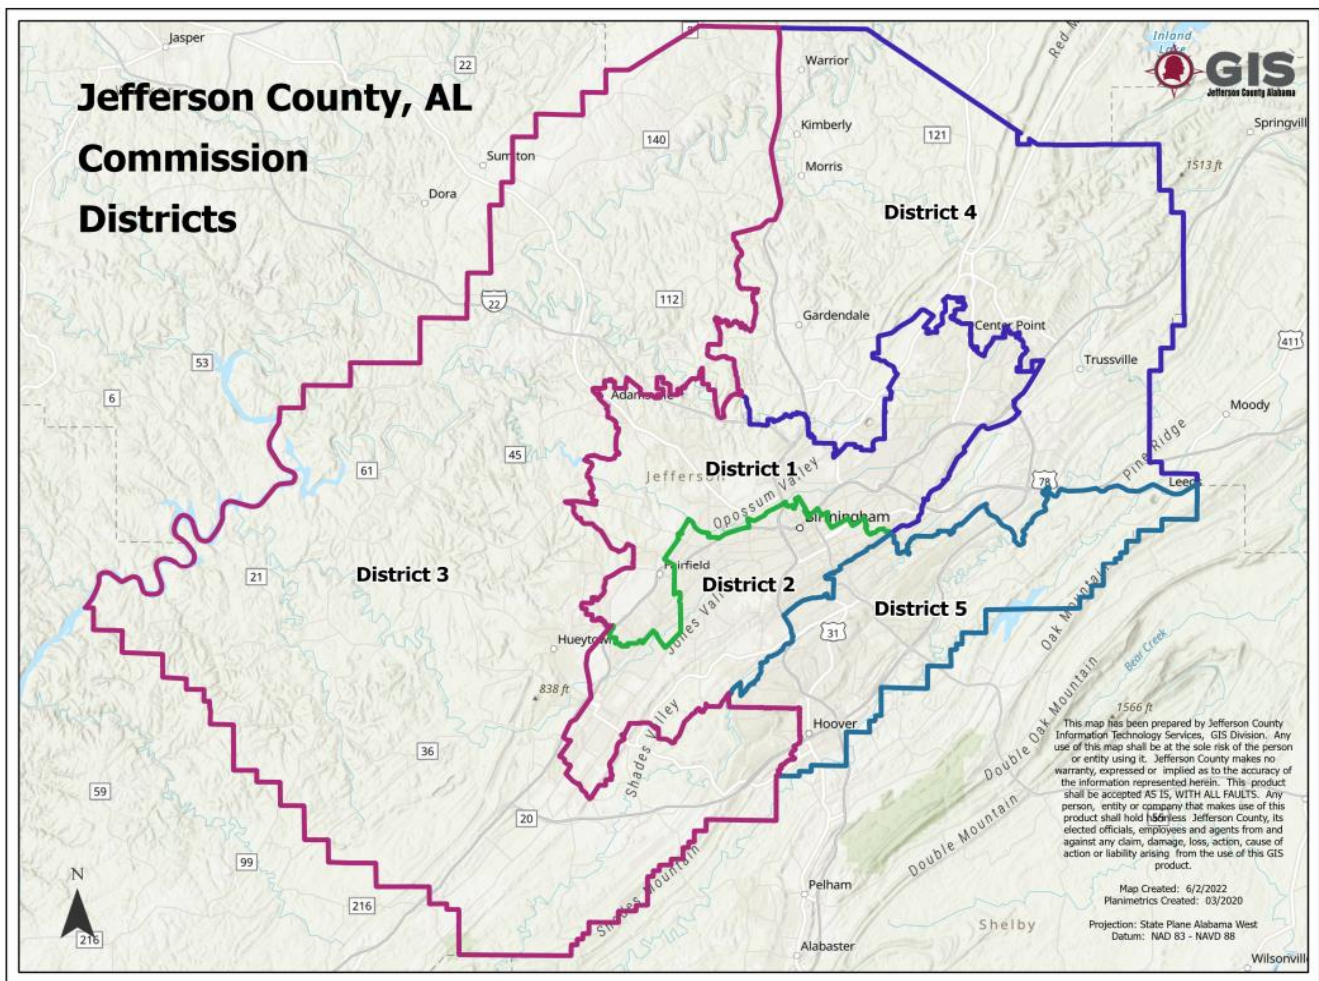 Jefferson County, AL
Commission
Districts
GIS
Jefferson County Alabama
Inland
Jasper
22
8
Warrior
Red M
Springvill
Kimberly
121
140
Sumiton
Morris
1513 ft
Dora
District 4
22
112
Gardendale
Center Point
411
53
Trussville
6
Adamsville
Moody
Pine Ridge
45
61
District 1
Jefferson
Opossum Valley
78
Leeds
Birmingham
21
District 3
Fairfield
District 2
Jones Valley
District 5
31
Oak Mountain
Hueytown
Bear Creek
838 ft
Shades Valley
Hoover
1566 ft
36
Double Oak Mountain
59
20
Double Mountain
55
99
Shades Mountain
216
Pelham
N
216
Shelby
Alabaster
Wilsonvill
This map has been prepared by Jefferson County
Information Technology Services, GIS Division. Any
use of this map shall be at the sole risk of the person
or entity using it. Jefferson County makes no
warranty, expressed or implied as to the accuracy of
the information represented herein. This product
shall be accepted AS IS, WITH ALL FAULTS. Any
person, entity or company that makes use of this
product shall hold harmless Jefferson County, its
elected officials, employees and agents from and
against any claim, damage, loss, action, cause of
action or liability arising from the use of this GIS
product.
Map Created: 6/2/2022
Planimetrics Created: 03/2020
Projection: State Plane Alabama West
Datum: NAD 83 - NAVD 88